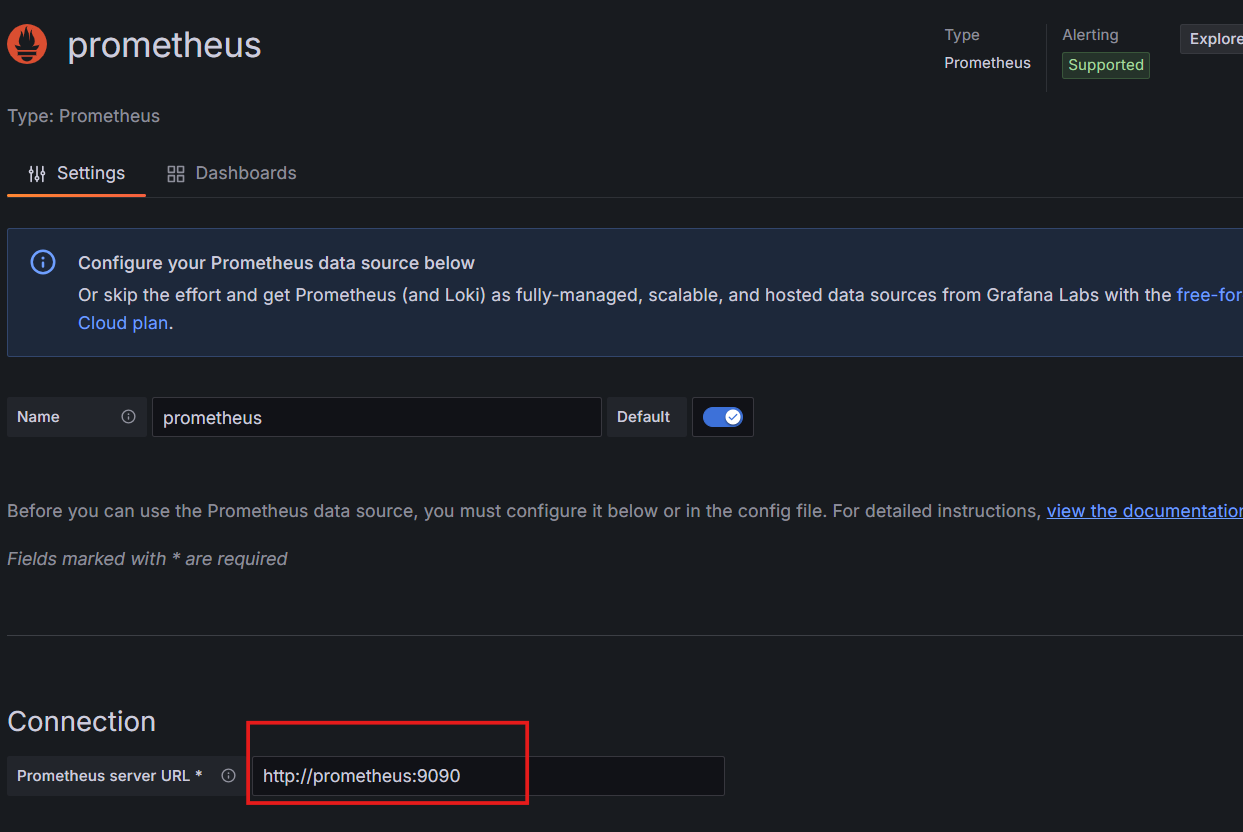 prometheus
Type
Prometheus
Alerting
Supported
Explore
Type: Prometheus
Settings
Dashboards
Configure your Prometheus data source below
Or skip the effort and get Prometheus (and Loki) as fully-managed, scalable, and hosted data sources from Grafana Labs with the free-for
Cloud plan.
Name
prometheus
Default
Before you can use the Prometheus data source, you must configure it below or in the config file. For detailed instructions, view the documentation
Fields marked with * are required
Connection
Prometheus server URL *
http://prometheus:9090